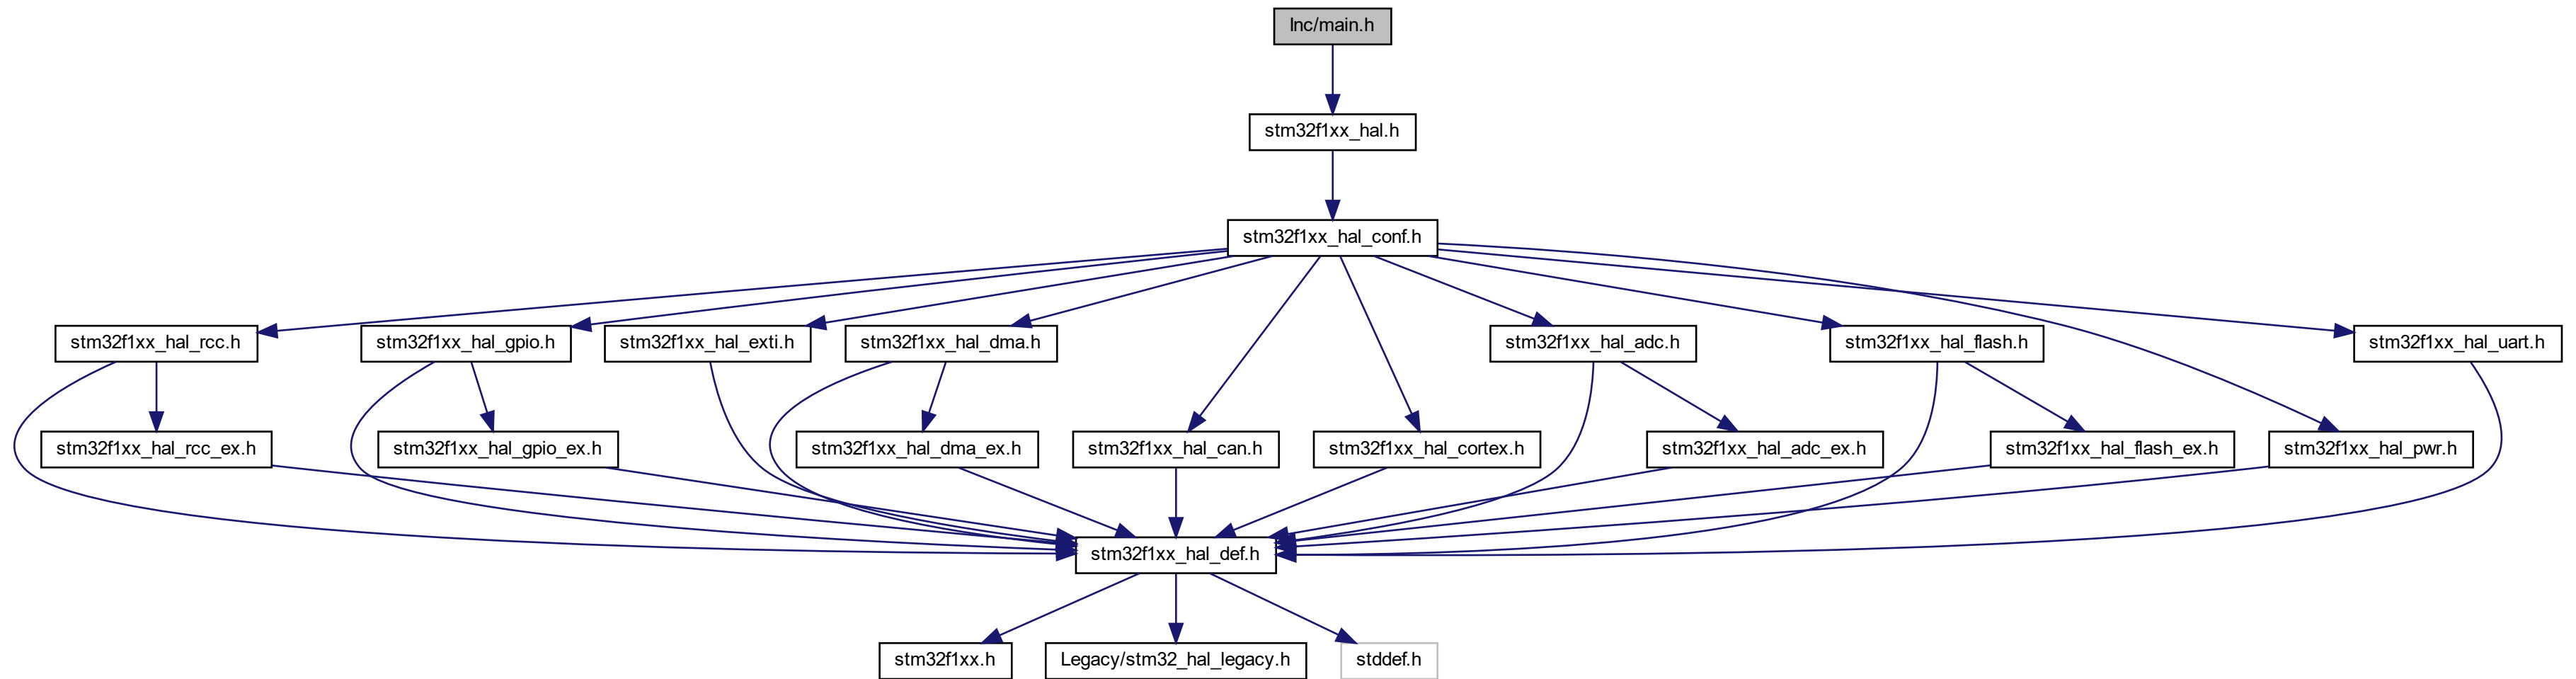 Inc/main.h
stm32f1xx_hal.h
stm32f1xx_hal_conf.h
stm32f1xx_hal_rcc.h
stm32f1xx_hal_gpio.h
stm32f1xx_hal_exti.h
stm32f1xx_hal_dma.h
stm32f1xx_hal_adc.h
stm32f1xx_hal_flash.h
stm32f1xx_hal_uart.h
stm32f1xx_hal_rcc_ex.h
stm32f1xx_hal_gpio_ex.h
stm32f1xx_hal_dma_ex.h
stm32f1xx_hal_can.h
stm32f1xx_hal_cortex.h
stm32f1xx_hal_adc_ex.h
stm32f1xx_hal_flash_ex.h
stm32f1xx_hal_pwr.h
stm32f1xx_hal_def.h
stm32f1xx.h
Legacy/stm32_hal_legacy.h
stddef.h